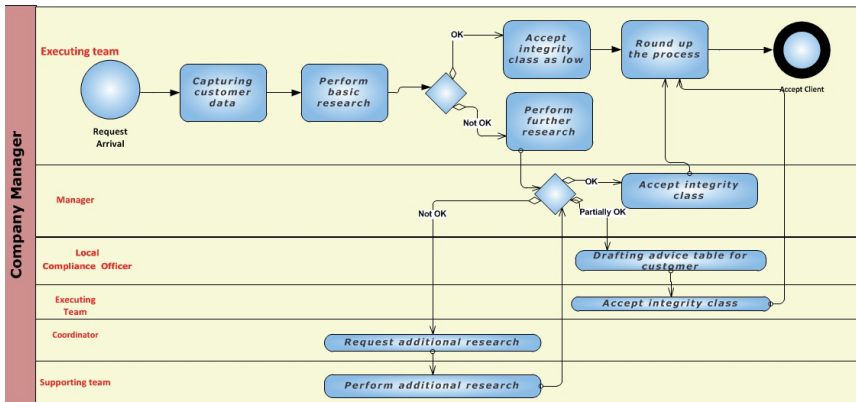 Company Manager
Executing team
Request
Arrival
Capturing
customer
data
Perform
basic
research
OK
Not OK
Accept
integrity
class as low
Perform
further
research
Round up
the process
Accept Client
Manager
OK
Not OK
Partially OK
Accept integrity
class
Local
Compliance Officer
Drafting advice table for
customer
Executing
Team
Accept integrity class
Coordinator
Request additional research
Supporting team
Perform additional research